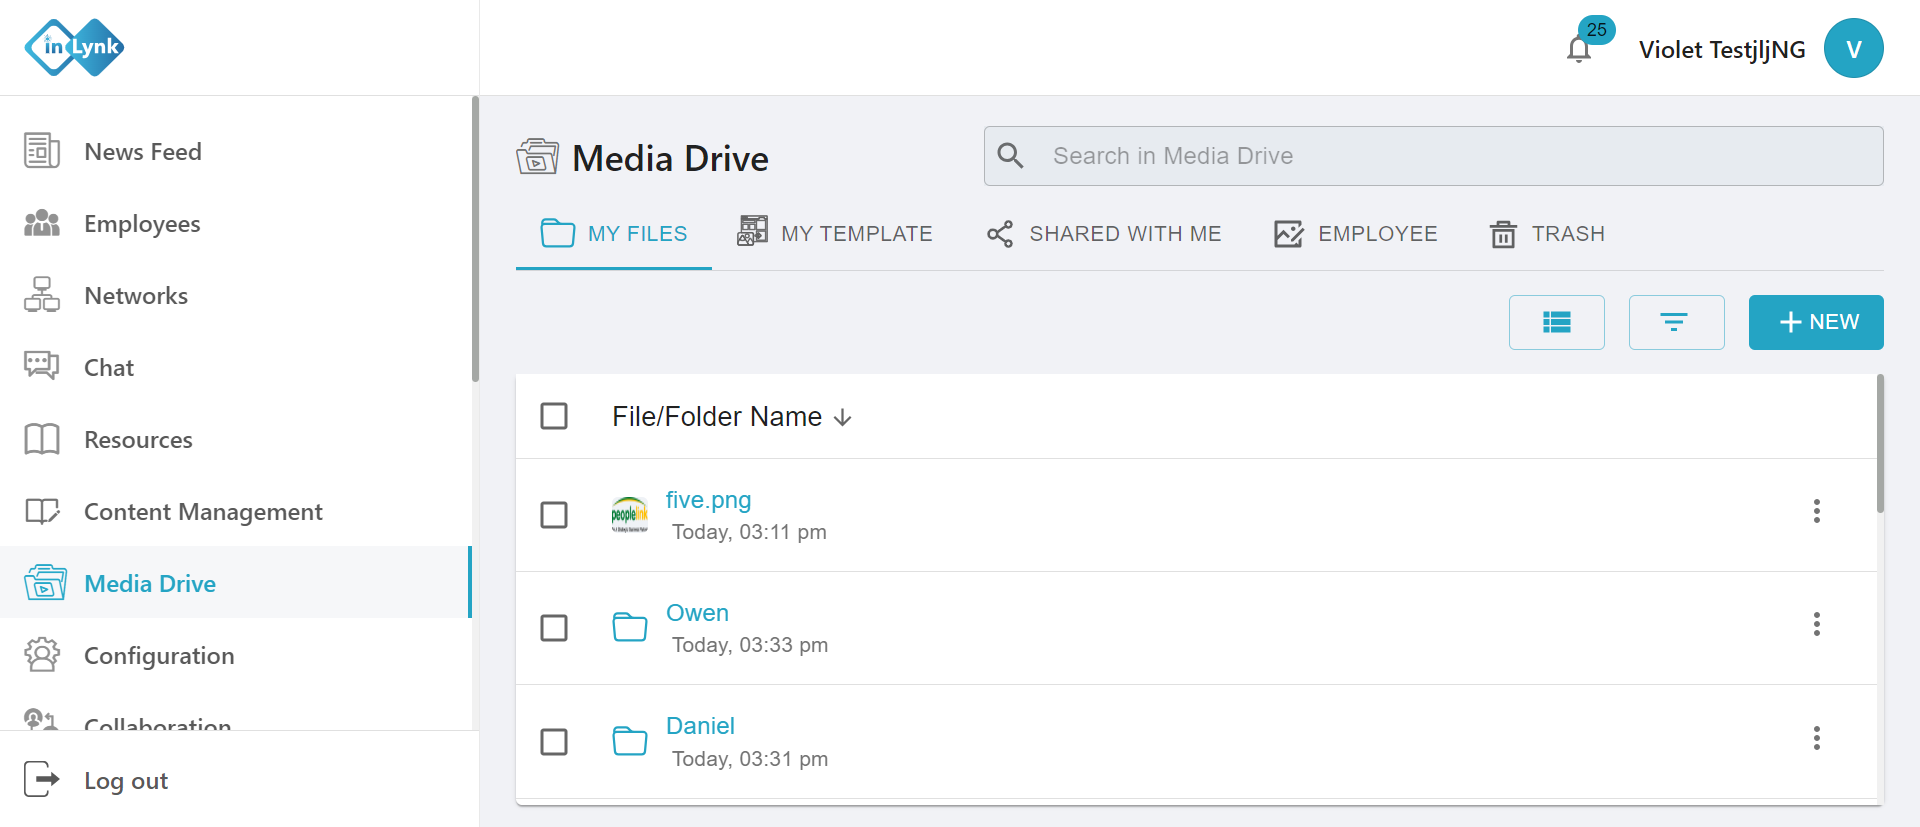 in Lynk
25
Violet TestjljNG
V
News Feed
Employees
Networks
Chat
Resources
Content Management
Media Drive
Configuration
Collaboration
Log out
Media Drive
Search in Media Drive
MY FILES
MY TEMPLATE
SHARED WITH ME
EMPLOYEE
TRASH
NEW
File/Folder Name
peoplelink
five.png
Today, 03:11 pm
Owen
Today, 03:33 pm
Daniel
Today, 03:31 pm